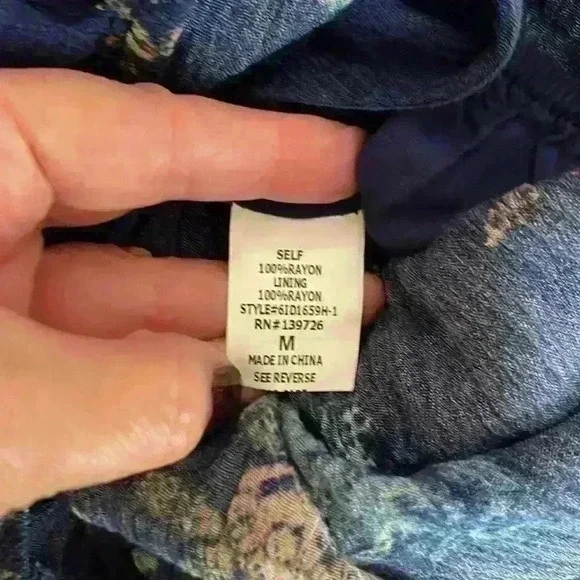 SELF
100%RAYON
LINING
100%RAYON
STYLE#6ID1659H-1
RN#139726
M
MADE IN CHINA
SEE REVERSE